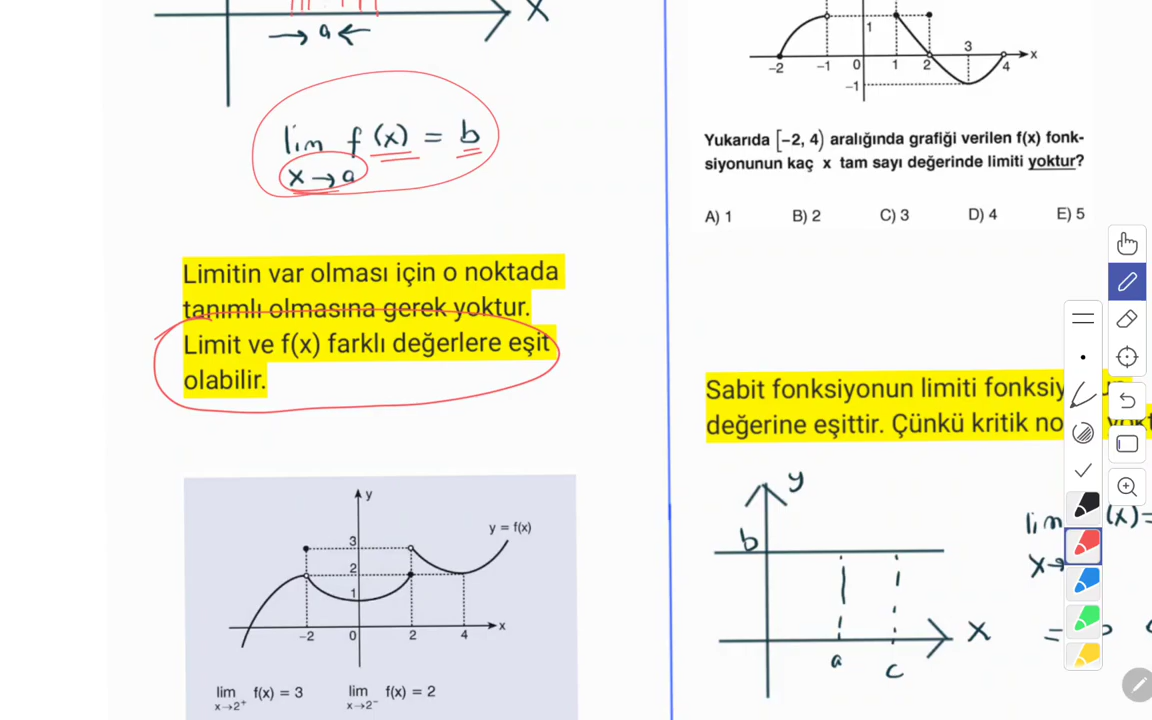 X
→ a ←
lim f(x) = b
x→a
Limitin var olması için o noktada
tanımlı olmasına gerek yoktur.
Limit ve f(x) farklı değerlere eşit
olabilir.
y
y = f(x)
3
2
1
-2 0 2 4 x
lim f(x) = 3 lim f(x) = 2
x→2⁺ x→2⁻
1
3
-2 -1 0 1 2 4 x
-1
Yukarıda [-2, 4) aralığında grafiği verilen f(x) fonk-
siyonunun kaç x tam sayı değerinde limiti yoktur?
A) 1 B) 2 C) 3 D) 4 E) 5
Sabit fonksiyonun limiti
değerine eşittir. Çünkü kritik
y
b
a c
X
lim (x) =
x→
=